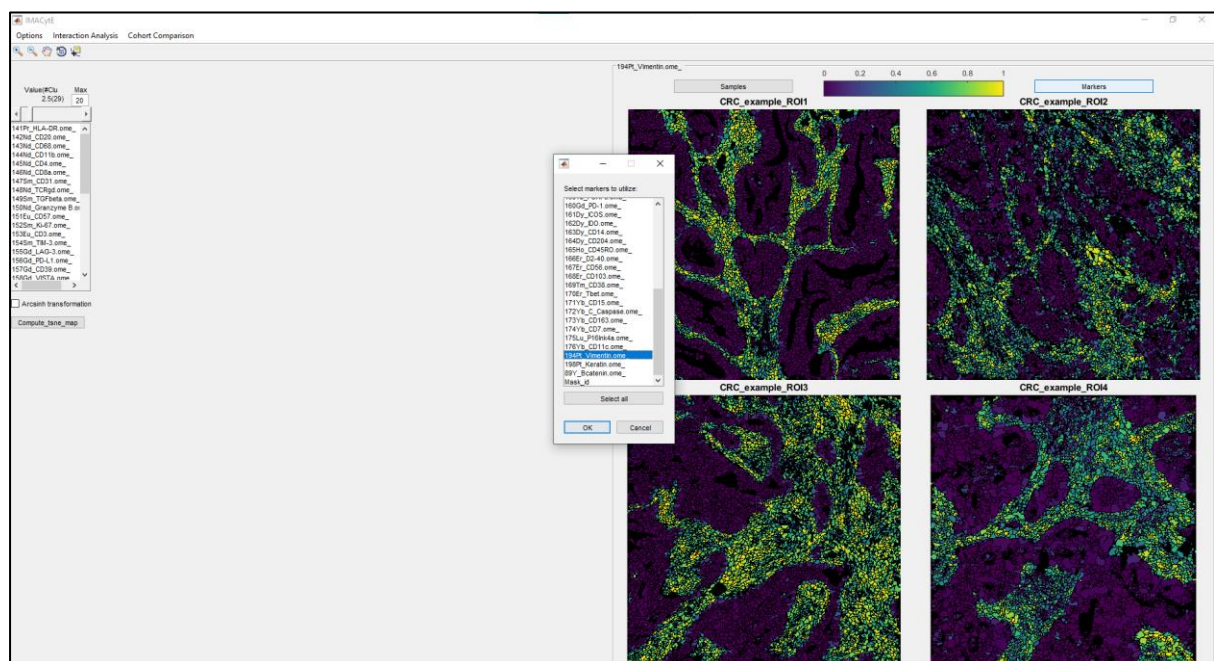 IMACytE
Options Interaction Analysis Cohort Comparison
Value(#Clu Max
2.5(29) 20
141Pr_HLA-DR.ome_
142Nd_CD20.ome_
143Nd_CD68.ome_
144Nd_CD11b.ome_
145Nd_CD4.ome_
146Nd_CD8a.ome_
147Sm_CD31.ome_
148Nd_TCRgd.ome_
149Sm_TGFbeta.ome_
150Nd_Granzyme B.o
151Eu_CD57.ome_
152Sm_Ki-67.ome_
153Eu_CD3.ome_
154Sm_TIM-3.ome_
155Gd_LAG-3.ome_
156Gd_PD-L1.ome_
157Gd_CD39.ome_
158Gd_VISTA.ome_
Arcsinh transformation
Compute_tsne_map
Select markers to utilize:
160Gd_PD-1.ome_
161Dy_ICOS.ome_
162Dy_IDO.ome_
163Dy_CD14.ome_
164Dy_CD204.ome_
165Ho_CD45RO.ome_
166Er_D2-40.ome_
167Er_CD56.ome_
168Er_CD103.ome_
169Tm_CD38.ome_
170Er_Tbet.ome_
171Yb_CD15.ome_
172Yb_C_Caspase.ome_
173Yb_CD163.ome_
174Yb_CD7.ome_
175Lu_P16Ink4a.ome_
176Yb_CD11c.ome_
194Pt_Vimentin.ome_
198Pt_Keratin.ome_
89Y_Bcatenin.ome_
Mask_id
Select all
OK Cancel
194Pt_Vimentin.ome_
Samples 0 0.2 0.4 0.6 0.8 1 Markers
CRC_example_ROI1 CRC_example_ROI2
CRC_example_ROI3 CRC_example_ROI4